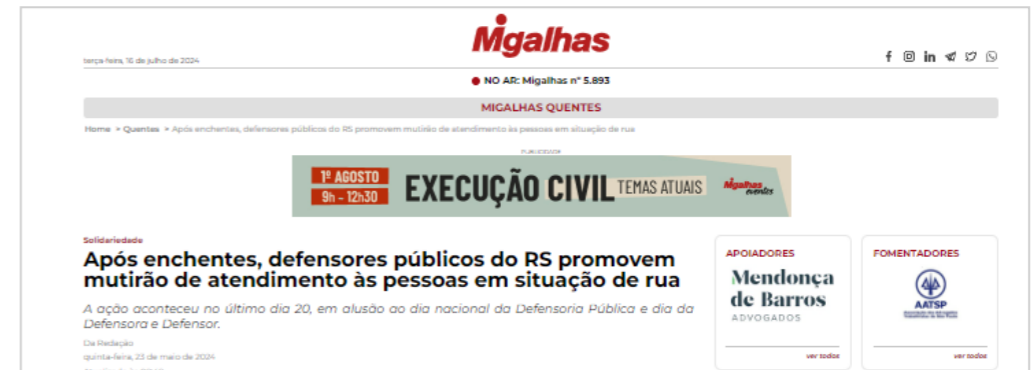 Migalhas
terça-feira, 16 de julho de 2024
NO AR: Migalhas nº 5.893
MIGALHAS QUENTES
Home > Quentes > Após enchentes, defensores públicos do RS promovem mutirão de atendimento às pessoas em situação de rua
PUBLICIDADE
1º AGOSTO
9h - 12h30
EXECUÇÃO CIVIL TEMAS ATUAIS
Migalhas eventos
Solidariedade
Após enchentes, defensores públicos do RS promovem
mutirão de atendimento às pessoas em situação de rua
A ação aconteceu no último dia 20, em alusão ao dia nacional da Defensoria Pública e dia da
Defensora e Defensor.
Da Redação
quinta-feira, 23 de maio de 2024
APOIADORES
Mendonça
de Barros
ADVOGADOS
ver todos
FOMENTADORES
AATSP
ver todos